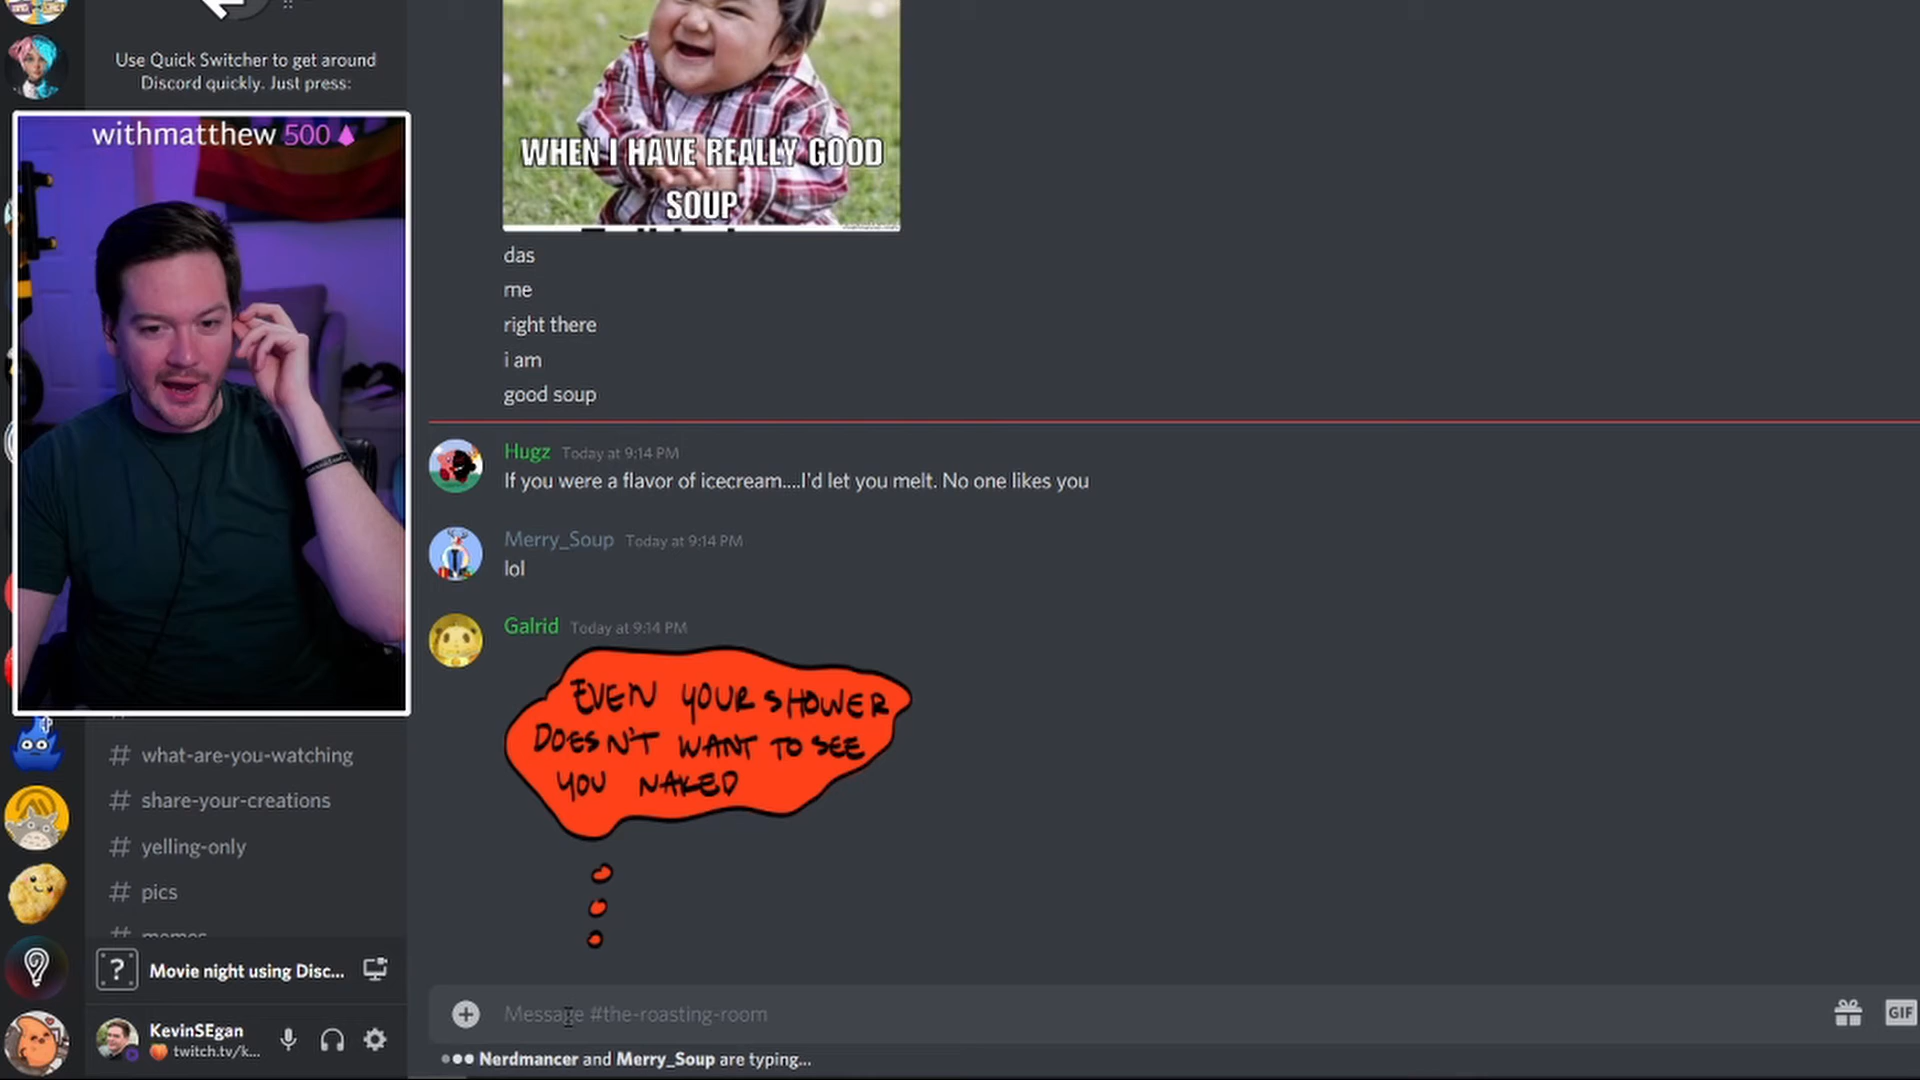 Use Quick Switcher to get around
Discord quickly. Just press:
withmatthew 500
WHEN I HAVE REALLY GOOD
SOUP
das
me
right there
i am
good soup
Hugz Today at 9:14 PM
If you were a flavor of icecream....I'd let you melt. No one likes you
Merry_Soup Today at 9:14 PM
lol
Galrid Today at 9:14 PM
EVEN YOUR SHOWER
DOESN'T WANT TO SEE
YOU NAKED
# what-are-you-watching
# share-your-creations
# yelling-only
# pics
# memes
? Movie night using Disc...
KevinSEgan
twitch.tv/k...
Message #the-roasting-room
GIF
Nerdmancer and Merry_Soup are typing...